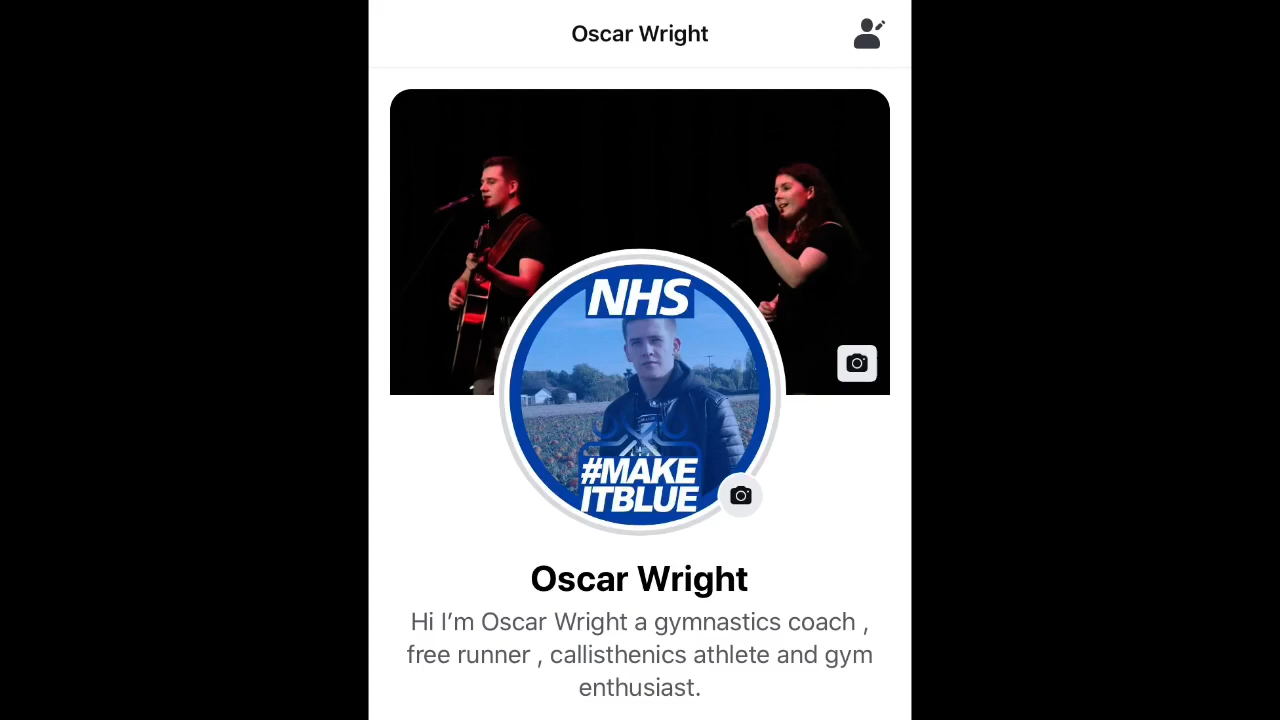 Oscar Wright
NHS
#MAKE
ITBLUE
Oscar Wright
Hi I’m Oscar Wright a gymnastics coach ,
free runner , callisthenics athlete and gym
enthusiast.